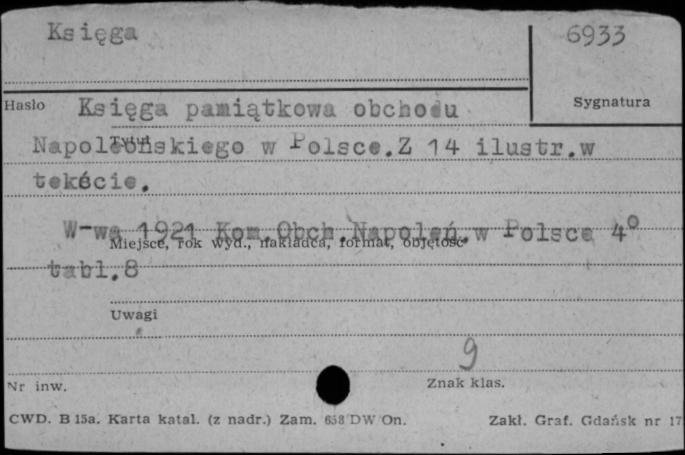 Księga
6933
Hasło
Sygnatura
Księga pamiątkowa obchodu
Tytuł
Napoleońskiego w Polsce.Z 14 ilustr.w
tekście.
W-wa 1921 Kom.Obch.Napoleń.w Polsce 4°
Miejsce, rok wyd., nakładca, format, objętość
tabl.8
Uwagi
9
Nr inw.
Znak klas.
CWD. B 15a. Karta katal. (z nadr.) Zam. 658 DW On.
Zakł. Graf. Gdańsk nr 17